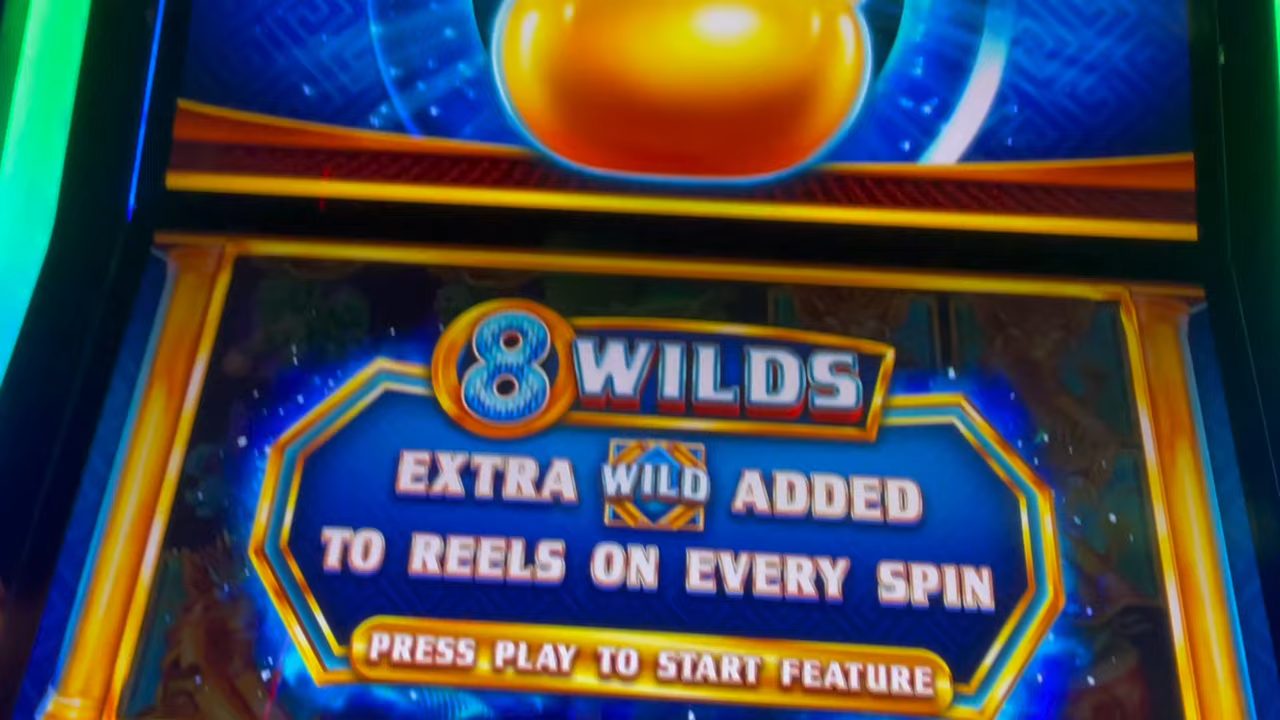 8 WILDS
EXTRA WILD ADDED
TO REELS ON EVERY SPIN
PRESS PLAY TO START FEATURE